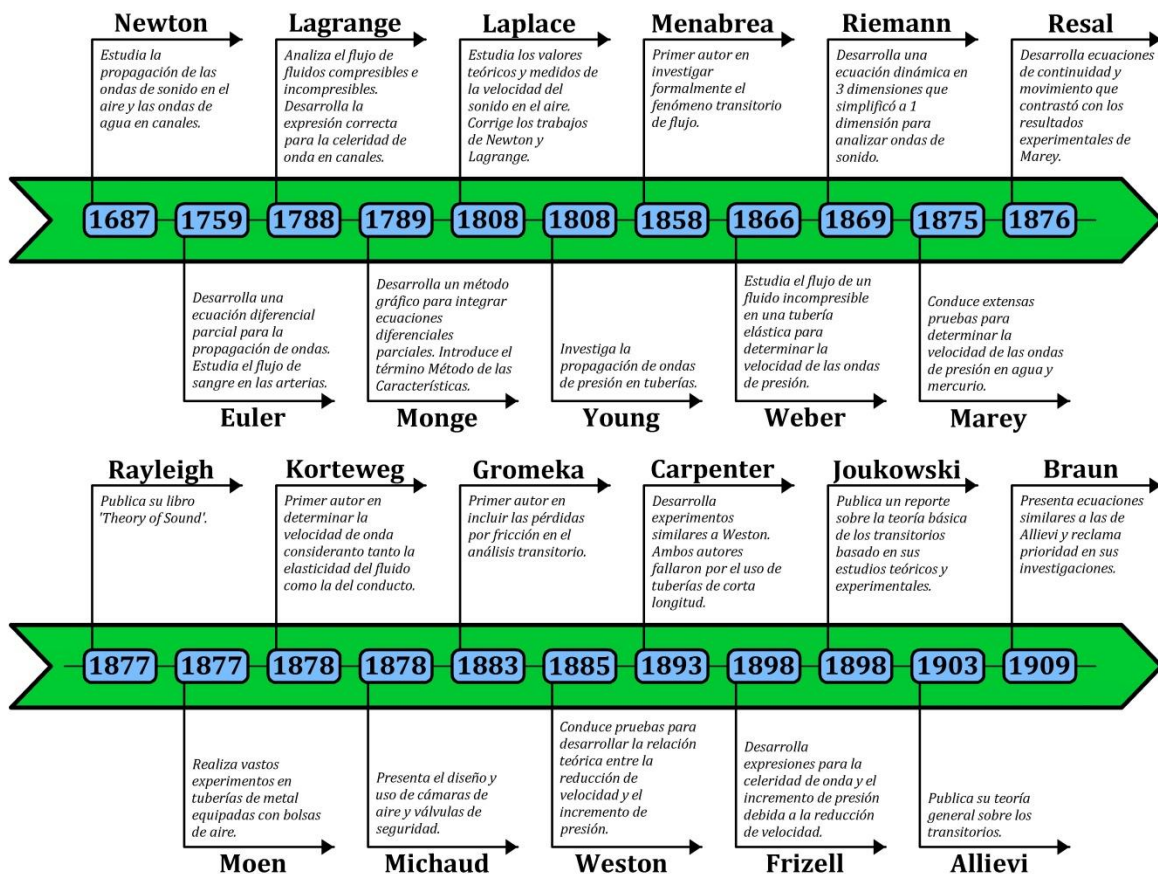 Newton
Estudia la
propagación de las
ondas de sonido en el
aire y las ondas de
agua en canales.
Lagrange
Analiza el flujo de
fluidos compresibles e
incompresibles.
Desarrolla la
expresión correcta
para la celeridad de
onda en canales.
Laplace
Estudia los valores
teóricos y medidos de
la velocidad del
sonido en el aire.
Corrige los trabajos
de Newton y
Lagrange.
Menabrea
Primer autor en
investigar
formalmente el
fenómeno transitorio
de flujo.
Riemann
Desarrolla una
ecuación dinámica en
3 dimensiones que
simplificó a 1
dimensión para
analizar ondas de
sonido.
Resal
Desarrolla ecuaciones
de continuidad y
movimiento que
contrastó con los
resultados
experimentales de
Marey.
1687 1759 1788 1789 1808 1808 1858 1866 1869 1875 1876
Desarrolla una
ecuación diferencial
parcial para la
propagación de ondas.
Estudia el flujo de
sangre en las arterias.
Euler
Desarrolla un método
gráfico para integrar
ecuaciones
diferenciales
parciales. Introduce el
término Método de las
Características.
Monge
Investiga la
propagación de ondas
de presión en tuberías.
Young
Estudia el flujo de un
fluido incompresible
en una tubería
elástica para
determinar la
velocidad de las ondas
de presión.
Weber
Conduce extensas
pruebas para
determinar la
velocidad de las ondas
de presión en agua y
mercurio.
Marey
Rayleigh
Publica su libro
'Theory of Sound'.
Korteweg
Primer autor en
determinar la
velocidad de onda
considerando tanto la
elasticidad del fluido
como la del conducto.
Gromeka
Primer autor en
incluir las pérdidas
por fricción en el
análisis transitorio.
Carpenter
Desarrolla
experimentos
similares a Weston.
Ambos autores
fallaron por el uso de
tuberías de corta
longitud.
Joukowski
Publica un reporte
sobre la teoría básica
de los transitorios
basado en sus
estudios teóricos y
experimentales.
Braun
Presenta ecuaciones
similares a las de
Allievi y reclama
prioridad en sus
investigaciones.
1877 1877 1878 1878 1883 1885 1893 1898 1898 1903 1909
Realiza vastos
experimentos en
tuberías de metal
equipadas con bolsas
de aire.
Moen
Presenta el diseño y
uso de cámaras de
aire y válvulas de
seguridad.
Michaud
Conduce pruebas para
desarrollar la relación
teórica entre la
reducción de
velocidad y el
incremento de
presión.
Weston
Desarrolla
expresiones para la
celeridad de onda y el
incremento de presión
debida a la reducción
de velocidad.
Frizell
Publica su teoría
general sobre los
transitorios.
Allievi